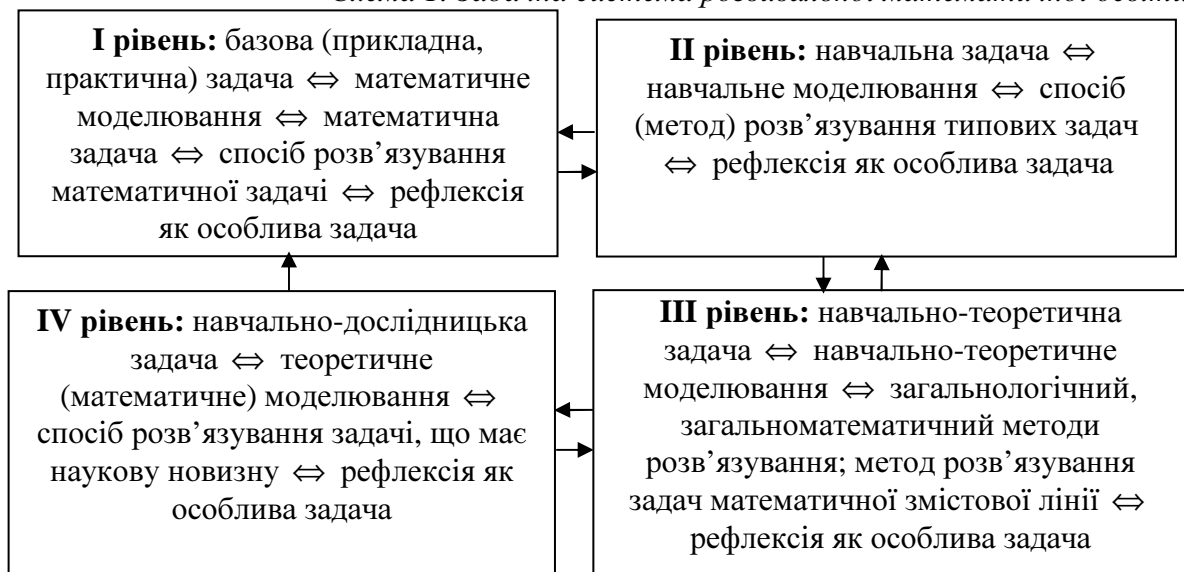 I рівень: базова (прикладна,
практична) задача ⇔ математичне
моделювання ⇔ математична
задача ⇔ спосіб розв’язування
математичної задачі ⇔ рефлексія
як особлива задача
II рівень: навчальна задача ⇔
навчальне моделювання ⇔ спосіб
(метод) розв’язування типових задач
⇔ рефлексія як особлива задача
IV рівень: навчально-дослідницька
задача ⇔ теоретичне
(математичне) моделювання ⇔
спосіб розв’язування задачі, що має
наукову новизну ⇔ рефлексія як
особлива задача
III рівень: навчально-теоретична
задача ⇔ навчально-теоретичне
моделювання ⇔ загальнологічний,
загальноматематичний методи
розв’язування; метод розв’язування
задач математичної змістової лінії ⇔
рефлексія як особлива задача